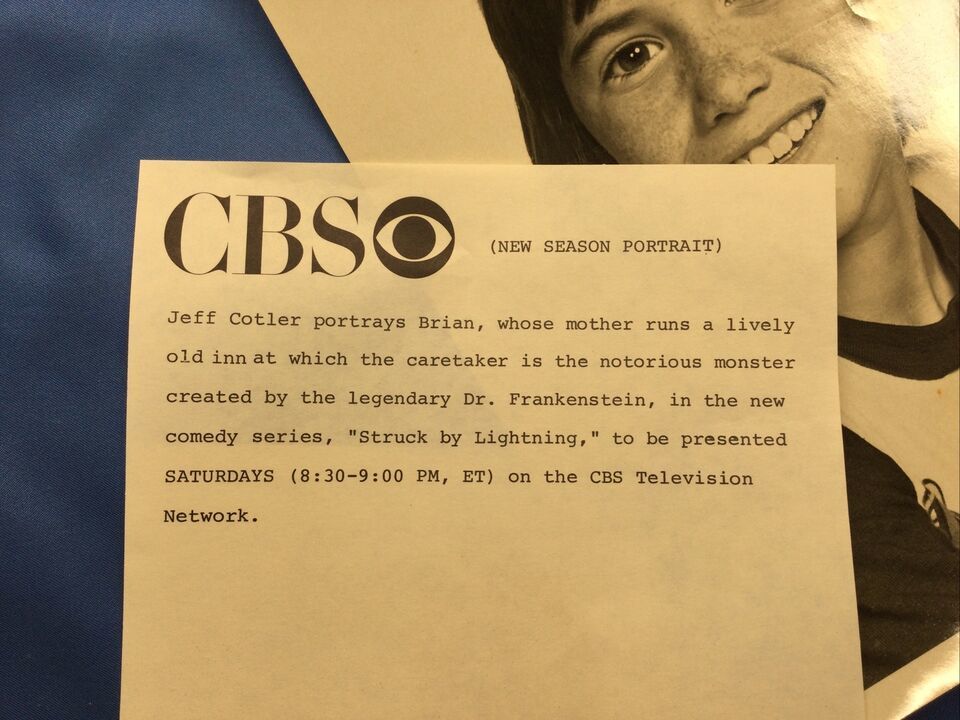 CBS (NEW SEASON PORTRAIT)
Jeff Cotler portrays Brian, whose mother runs a lively
old inn at which the caretaker is the notorious monster
created by the legendary Dr. Frankenstein, in the new
comedy series, "Struck by Lightning," to be presented
SATURDAYS (8:30-9:00 PM, ET) on the CBS Television
Network.